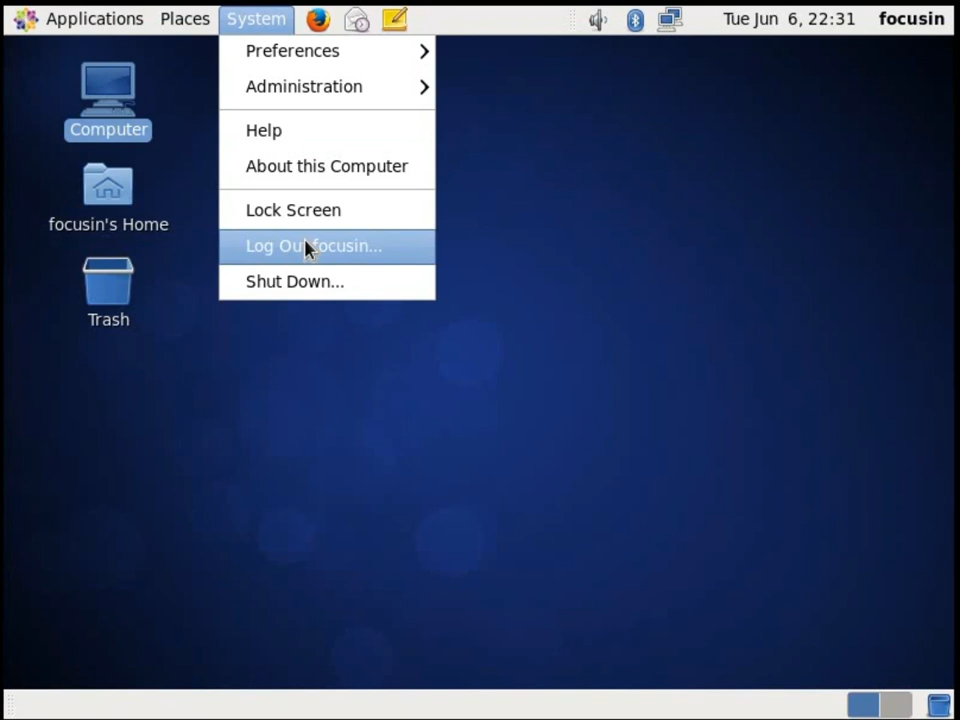 Applications Places System Tue Jun 6, 22:31 focusin
Preferences
Administration
Help
About this Computer
Lock Screen
Log Out focusin...
Shut Down...
Computer
focusin's Home
Trash